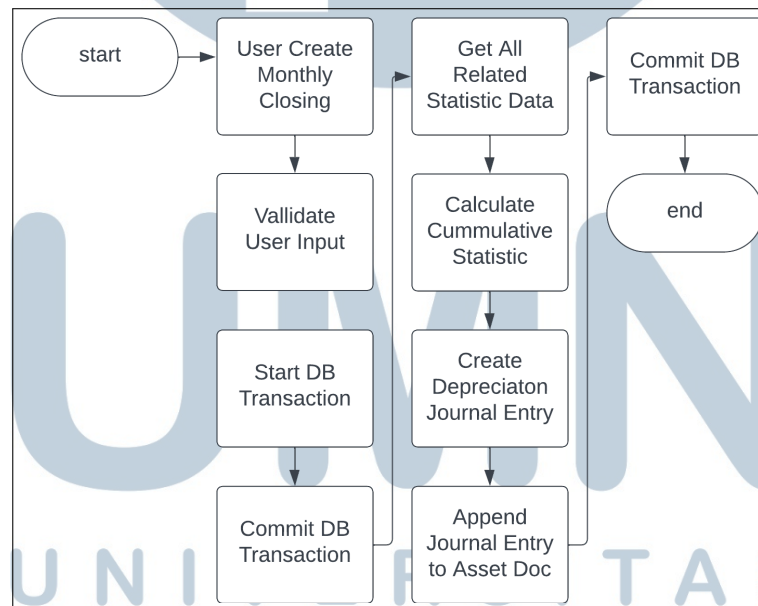 start
User Create
Monthly
Closing
Vallidate
User Input
Start DB
Transaction
Commit DB
Transaction
Get All
Related
Statistic Data
Calculate
Cummulative
Statistic
Create
Depreciaton
Journal Entry
Append
Journal Entry
to Asset Doc
Commit DB
Transaction
end
UMN